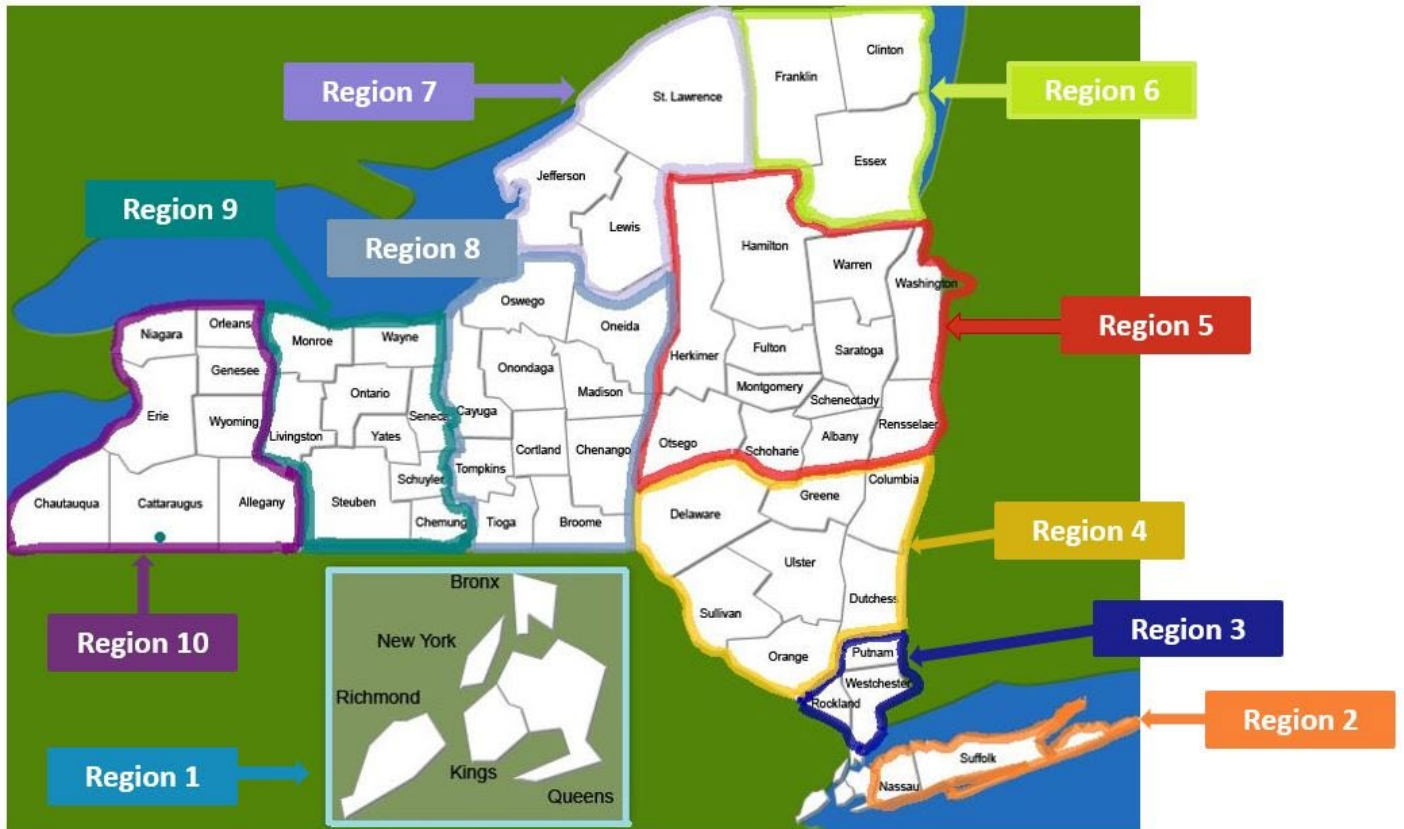 Clinton
Franklin
Region 7
Region 6
St. Lawrence
Essex
Jefferson
Region 9
Lewis
Region 8
Hamilton
Warren
Washington
Oswego
Oneida
Niagara
Orleans
Monroe
Wayne
Region 5
Fulton
Saratoga
Herkimer
Onondaga
Genesee
Montgomery
Madison
Ontario
Schenectady
Cayuga
Seneca
Erie
Wyoming
Rensselaer
Livingston
Yates
Albany
Otsego
Schoharie
Cortland
Chenango
Tompkins
Schuyler
Columbia
Greene
Chautauqua
Cattaraugus
Allegany
Steuben
Delaware
Chemung
Tioga
Broome
Region 4
Ulster
Bronx
Dutchess
Sullivan
Region 3
Region 10
New York
Putnam
Orange
Westchester
Richmond
Rockland
Region 2
Suffolk
Region 1
Kings
Nassau
Queens